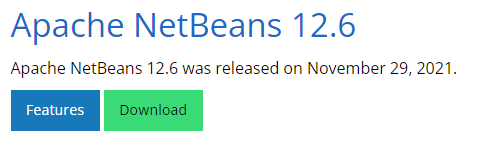 Apache NetBeans 12.6
Apache NetBeans 12.6 was released on November 29, 2021.
Features Download